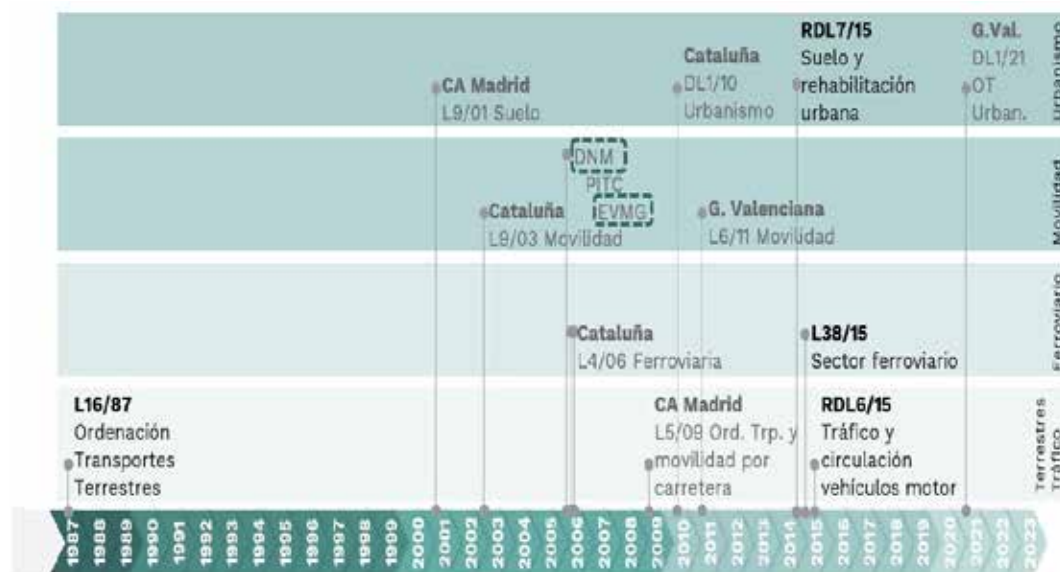 RDL7/15
Suelo y
rehabilitación
urbana
G.Val.
DL1/21
OT
Urban.
Cataluña
DL1/10
Urbanismo
CA Madrid
L9/01 Suelo
Urbanismo
DNM
PITC
EVMG
Cataluña
L9/03 Movilidad
G. Valenciana
L6/11 Movilidad
Movilidad
Cataluña
L4/06 Ferroviaria
L38/15
Sector ferroviario
Ferroviario
L16/87
Ordenación
Transportes
Terrestres
CA Madrid
L5/09 Ord. Trp. y
movilidad por
carretera
RDL6/15
Tráfico y
circulación
vehículos motor
Terrestres
Tráfico
1987 1988 1989 1990 1991 1992 1993 1994 1995 1996 1997 1998 1999 2000 2001 2002 2003 2004 2005 2006 2007 2008 2009 2010 2011 2012 2013 2014 2015 2016 2017 2018 2019 2020 2021 2022 2023